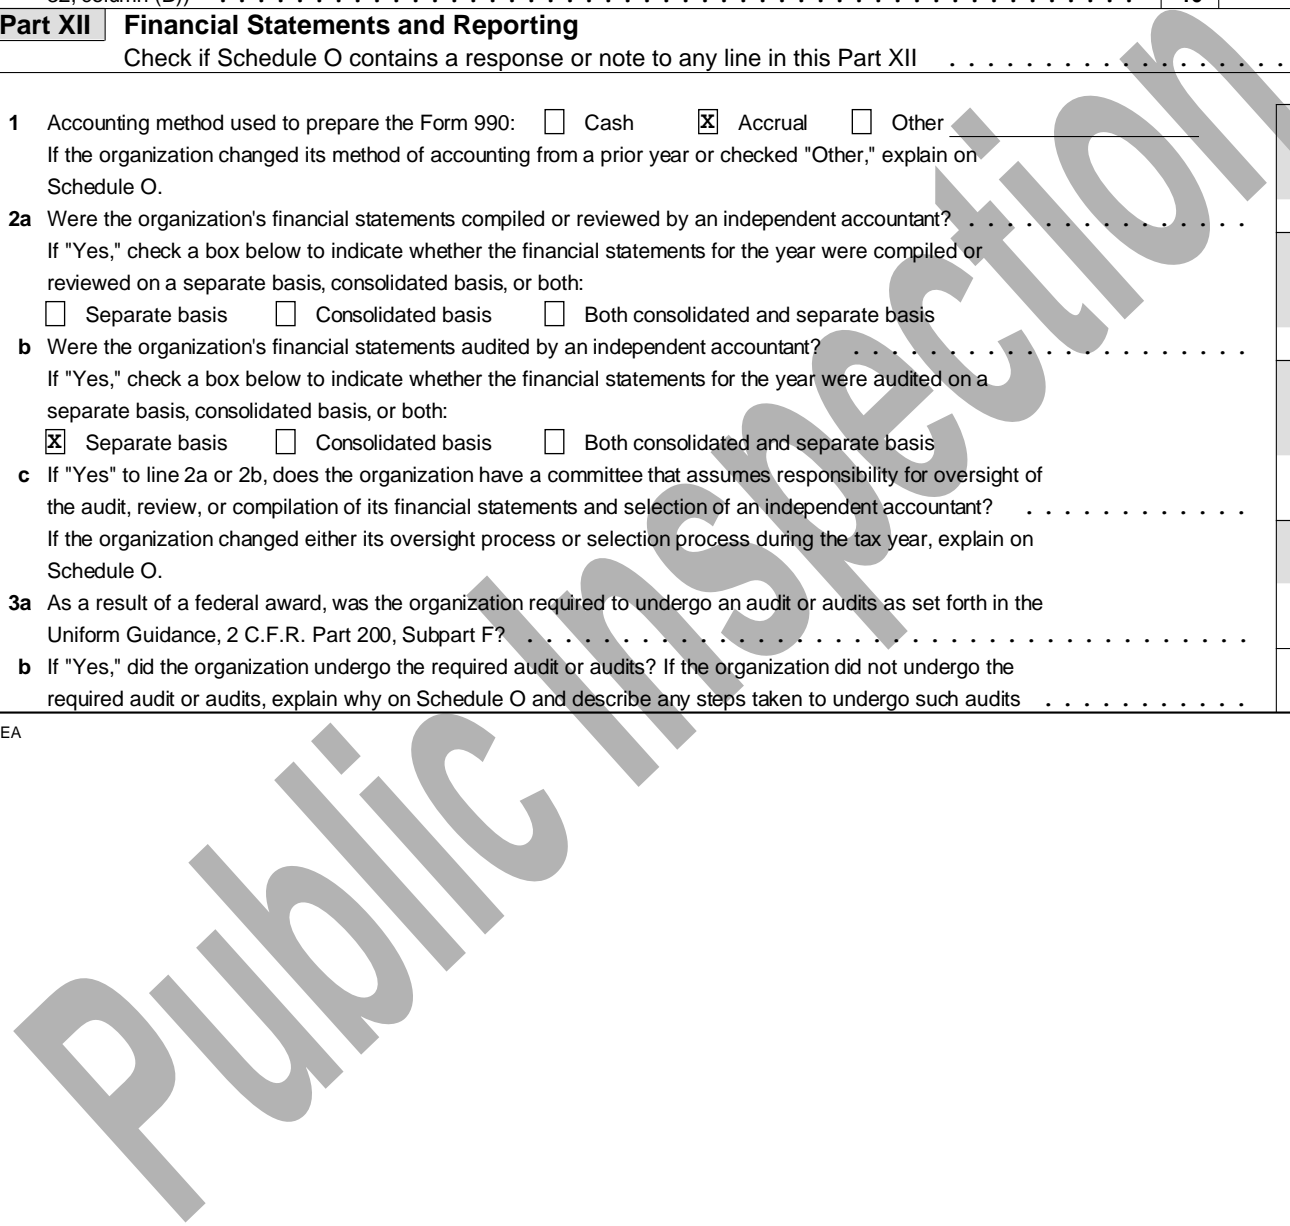 Part XII Financial Statements and Reporting
Check if Schedule O contains a response or note to any line in this Part XII . . . . . . . . . . . . . . . . . .
1 Accounting method used to prepare the Form 990: Cash X Accrual Other
If the organization changed its method of accounting from a prior year or checked "Other," explain on
Schedule O.
2a Were the organization's financial statements compiled or reviewed by an independent accountant? . . . . . . . . . . . . . . .
If "Yes," check a box below to indicate whether the financial statements for the year were compiled or
reviewed on a separate basis, consolidated basis, or both:
Separate basis Consolidated basis Both consolidated and separate basis
b Were the organization's financial statements audited by an independent accountant? . . . . . . . . . . . . . . . . . . . . .
If "Yes," check a box below to indicate whether the financial statements for the year were audited on a
separate basis, consolidated basis, or both:
X Separate basis Consolidated basis Both consolidated and separate basis
c If "Yes" to line 2a or 2b, does the organization have a committee that assumes responsibility for oversight of
the audit, review, or compilation of its financial statements and selection of an independent accountant? . . . . . . . . . . . .
If the organization changed either its oversight process or selection process during the tax year, explain on
Schedule O.
3a As a result of a federal award, was the organization required to undergo an audit or audits as set forth in the
Uniform Guidance, 2 C.F.R. Part 200, Subpart F? . . . . . . . . . . . . . . . . . . . . . . . . . . . . . . . . . . . . . .
b If "Yes," did the organization undergo the required audit or audits? If the organization did not undergo the
required audit or audits, explain why on Schedule O and describe any steps taken to undergo such audits . . . . . . . . . . .
EA
Public Inspection